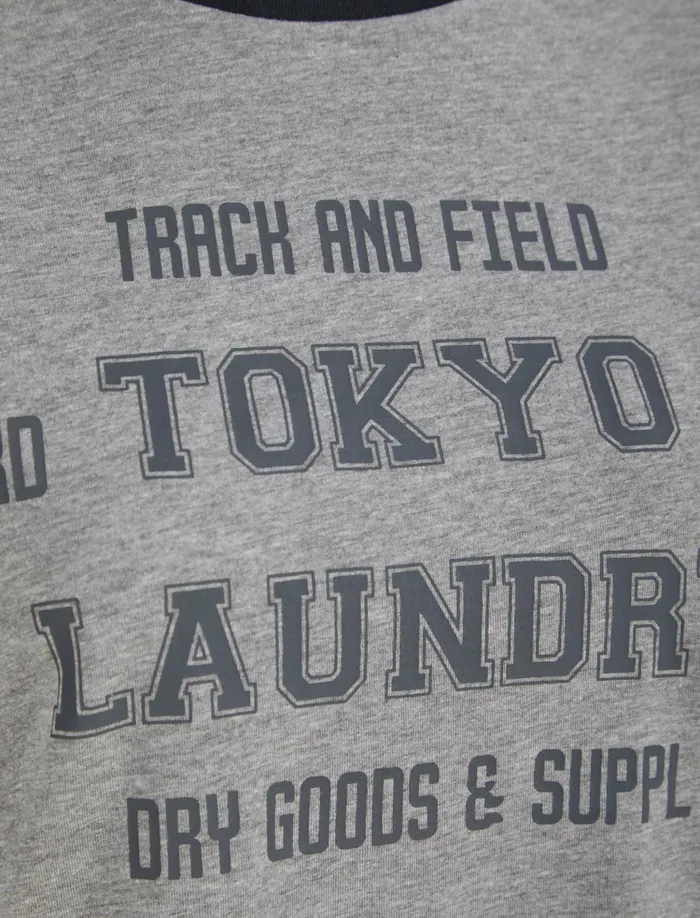 TRACK AND FIELD
TOKYO
LAUNDR
DRY GOODS & SUPPL